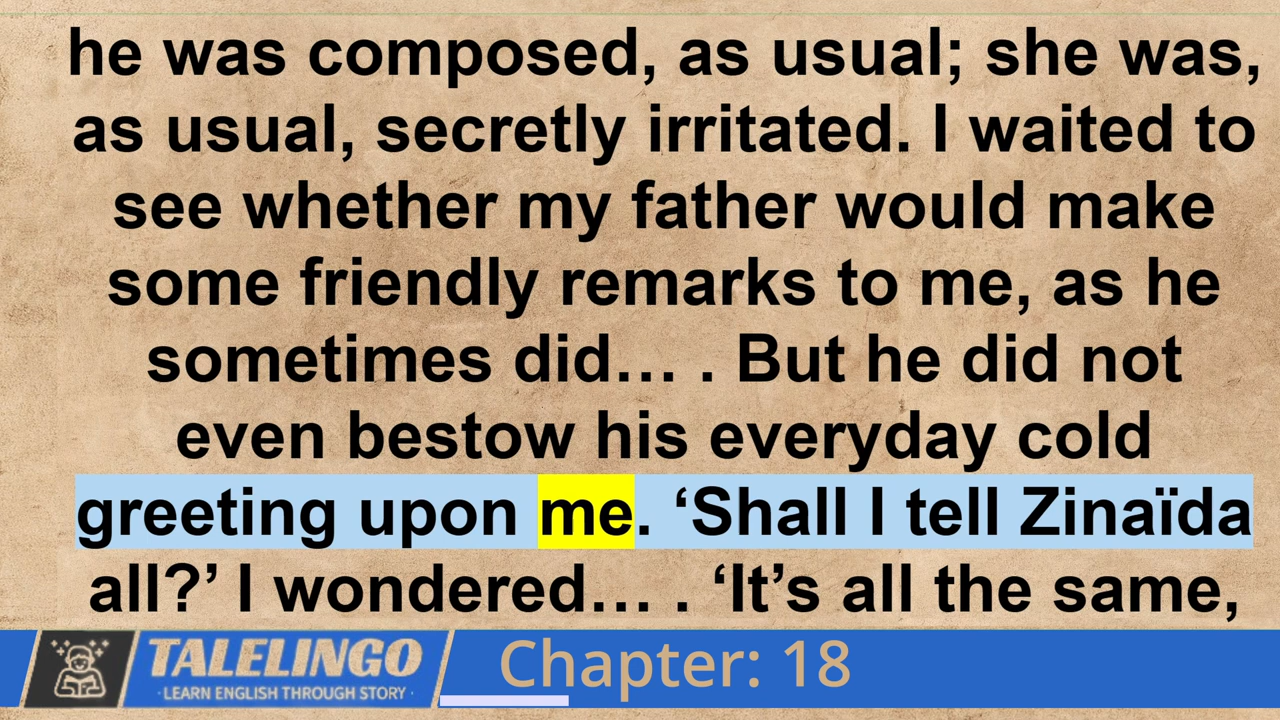 he was composed, as usual; she was,
as usual, secretly irritated. I waited to
see whether my father would make
some friendly remarks to me, as he
sometimes did… . But he did not
even bestow his everyday cold
greeting upon me. ‘Shall I tell Zinaïda
all?’ I wondered… . ‘It’s all the same,
TALELINGO
· LEARN ENGLISH THROUGH STORY ·
Chapter: 18